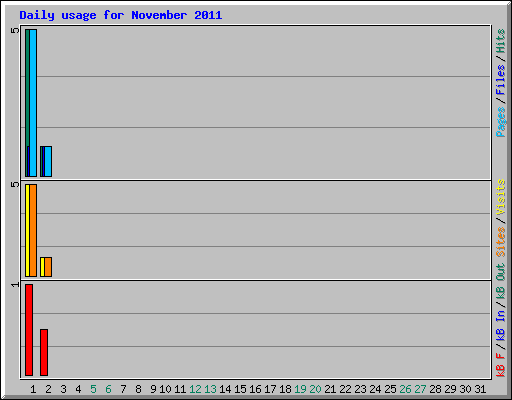 Daily usage for November 2011
5
5
1
Pages / Files / Hits
Sites / Visits
kB F / kB In / kB Out
1 2 3 4 5 6 7 8 9 10 11 12 13 14 15 16 17 18 19 20 21 22 23 24 25 26 27 28 29 30 31